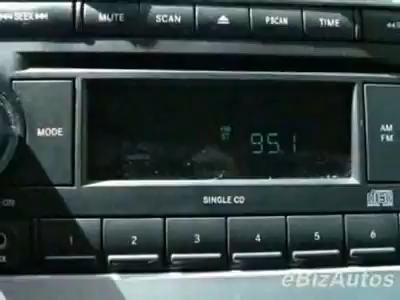 SEEK MUTE SCAN PSCAN TIME
MODE
95.1
AM
FM
SINGLE CD
1 2 3 4 5 6
eBizAutos